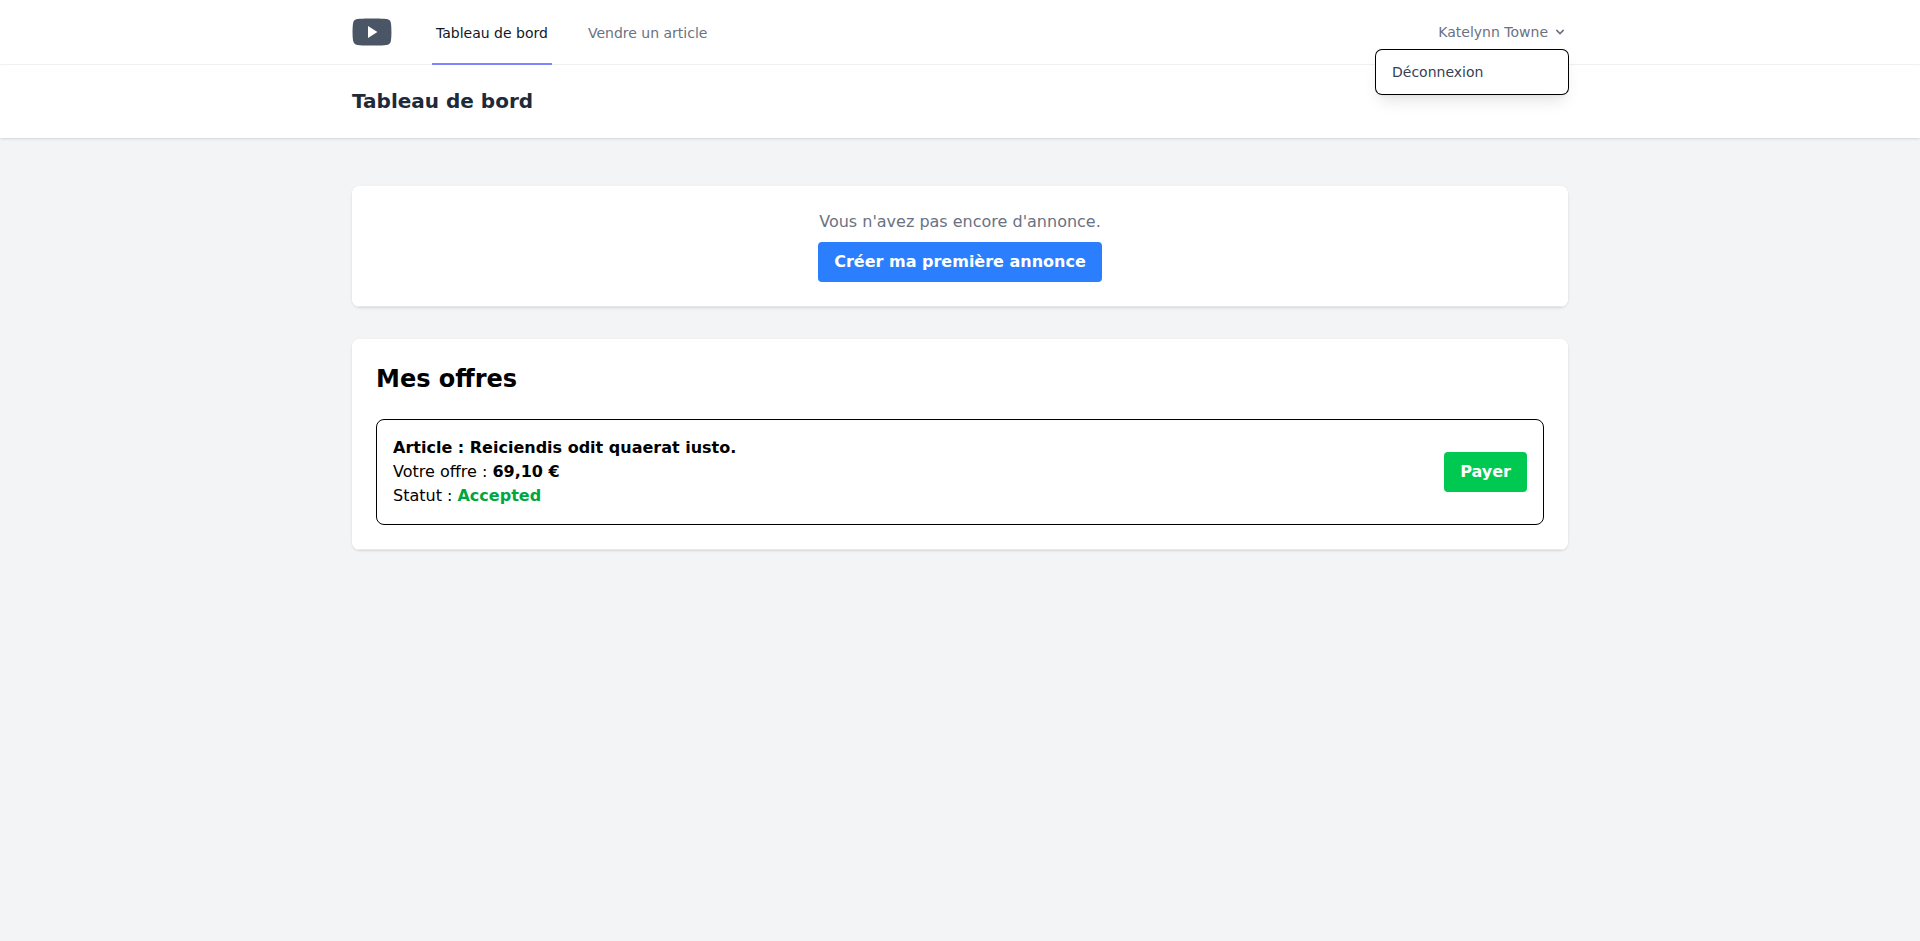 Tableau de bord
Vendre un article
Katelynn Towne
Déconnexion
Tableau de bord
Vous n'avez pas encore d'annonce.
Créer ma première annonce
Mes offres
Article : Reiciendis odit quaerat iusto.
Votre offre : 69,10 €
Statut : Accepted
Payer